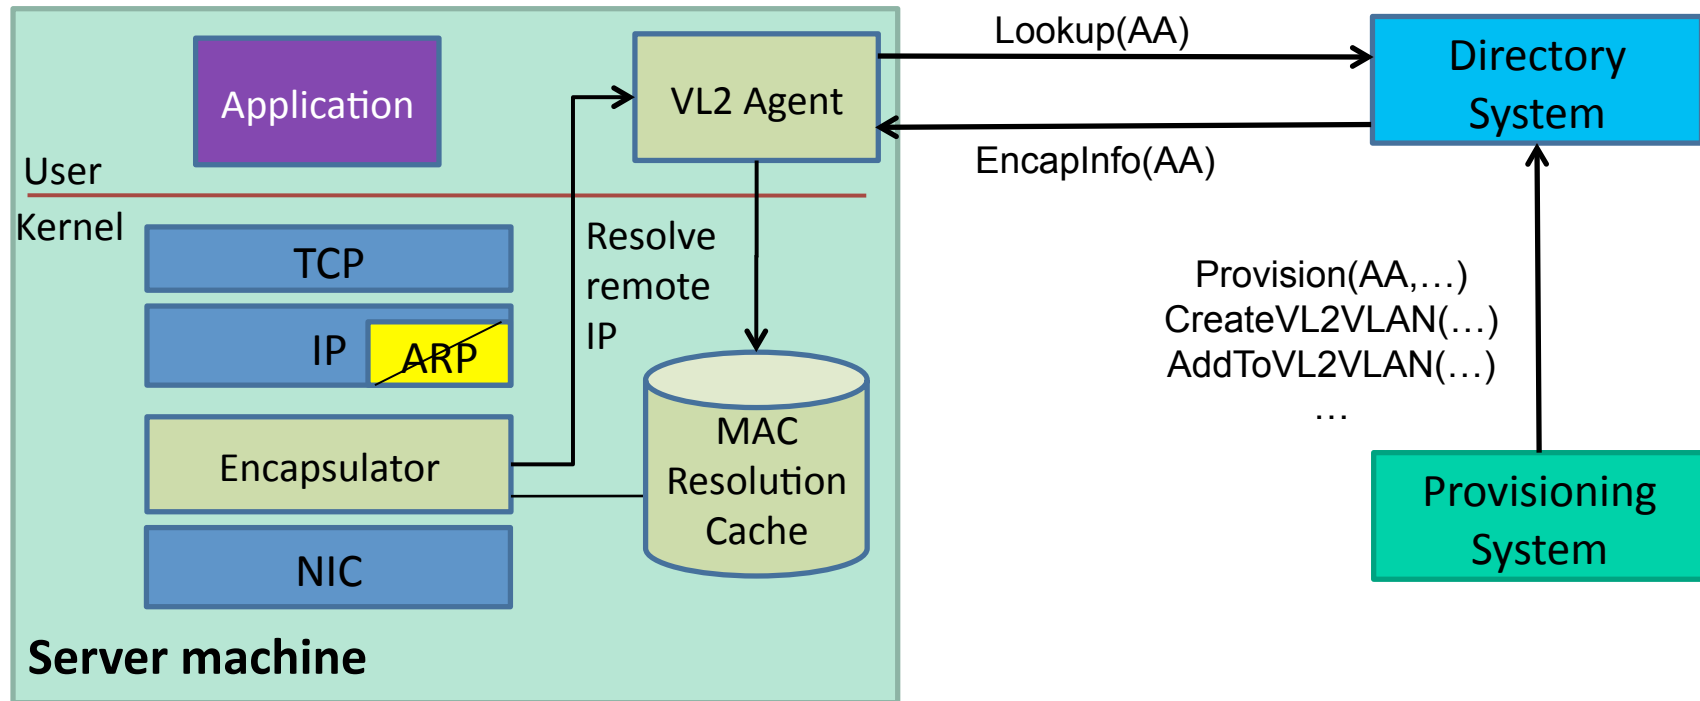 Application
VL2 Agent
Lookup(AA)
EncapInfo(AA)
Directory
System
User
Kernel
TCP
IP
ARP
Encapsulator
NIC
Resolve
remote
IP
MAC
Resolution
Cache
Server machine
Provision(AA,…)
CreateVL2VLAN(…)
AddToVL2VLAN(…)
…
Provisioning
System